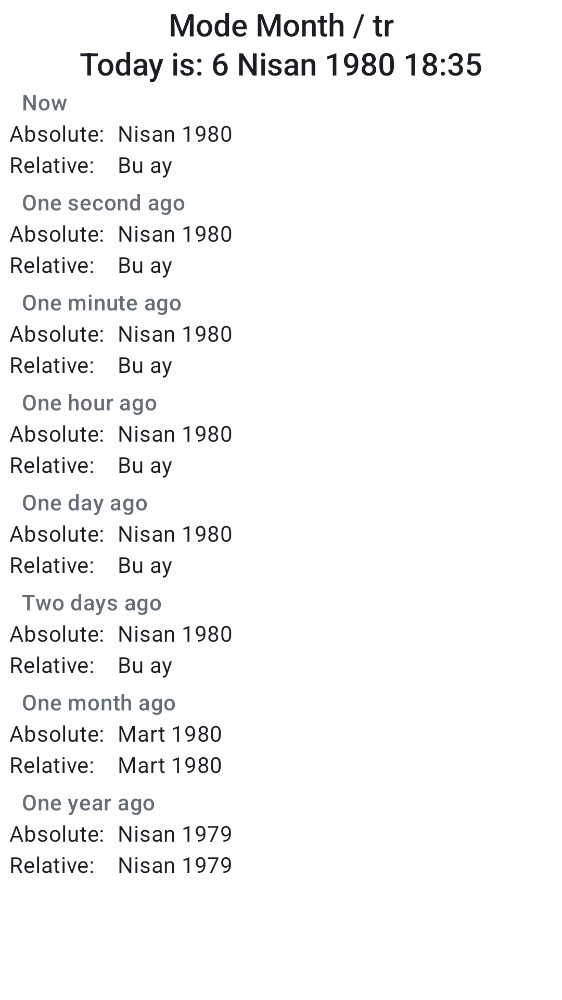 Mode Month / tr
Today is: 6 Nisan 1980 18:35
Now
Absolute: Nisan 1980
Relative: Bu ay
One second ago
Absolute: Nisan 1980
Relative: Bu ay
One minute ago
Absolute: Nisan 1980
Relative: Bu ay
One hour ago
Absolute: Nisan 1980
Relative: Bu ay
One day ago
Absolute: Nisan 1980
Relative: Bu ay
Two days ago
Absolute: Nisan 1980
Relative: Bu ay
One month ago
Absolute: Mart 1980
Relative: Mart 1980
One year ago
Absolute: Nisan 1979
Relative: Nisan 1979